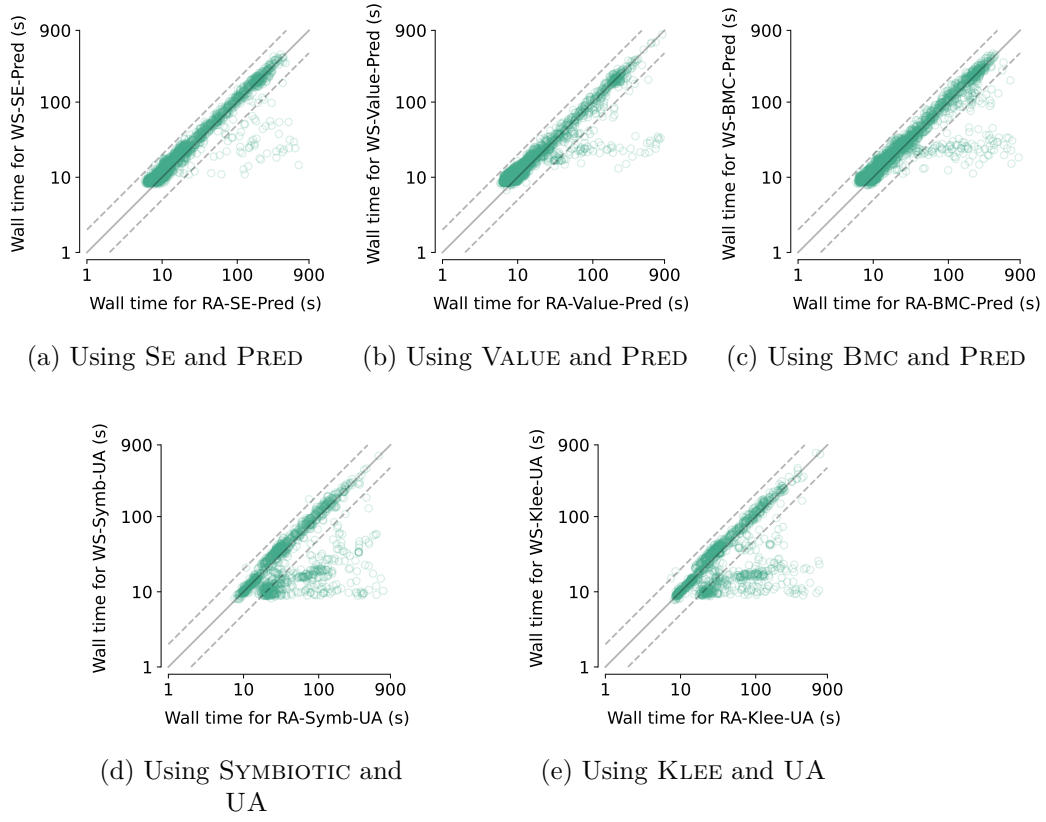 900
100
10
1
1 10 100 900
Wall time for WS-SE-Pred (s)
Wall time for RA-SE-Pred (s)
(a) Using SE and PRED
900
100
10
1
1 10 100 900
Wall time for WS-Value-Pred (s)
Wall time for RA-Value-Pred (s)
(b) Using VALUE and PRED
900
100
10
1
1 10 100 900
Wall time for WS-BMC-Pred (s)
Wall time for RA-BMC-Pred (s)
(c) Using BMC and PRED
900
100
10
1
1 10 100 900
Wall time for WS-Symb-UA (s)
Wall time for RA-Symb-UA (s)
(d) Using SYMBIOTIC and
UA
900
100
10
1
1 10 100 900
Wall time for WS-Klee-UA (s)
Wall time for RA-Klee-UA (s)
(e) Using KLEE and UA